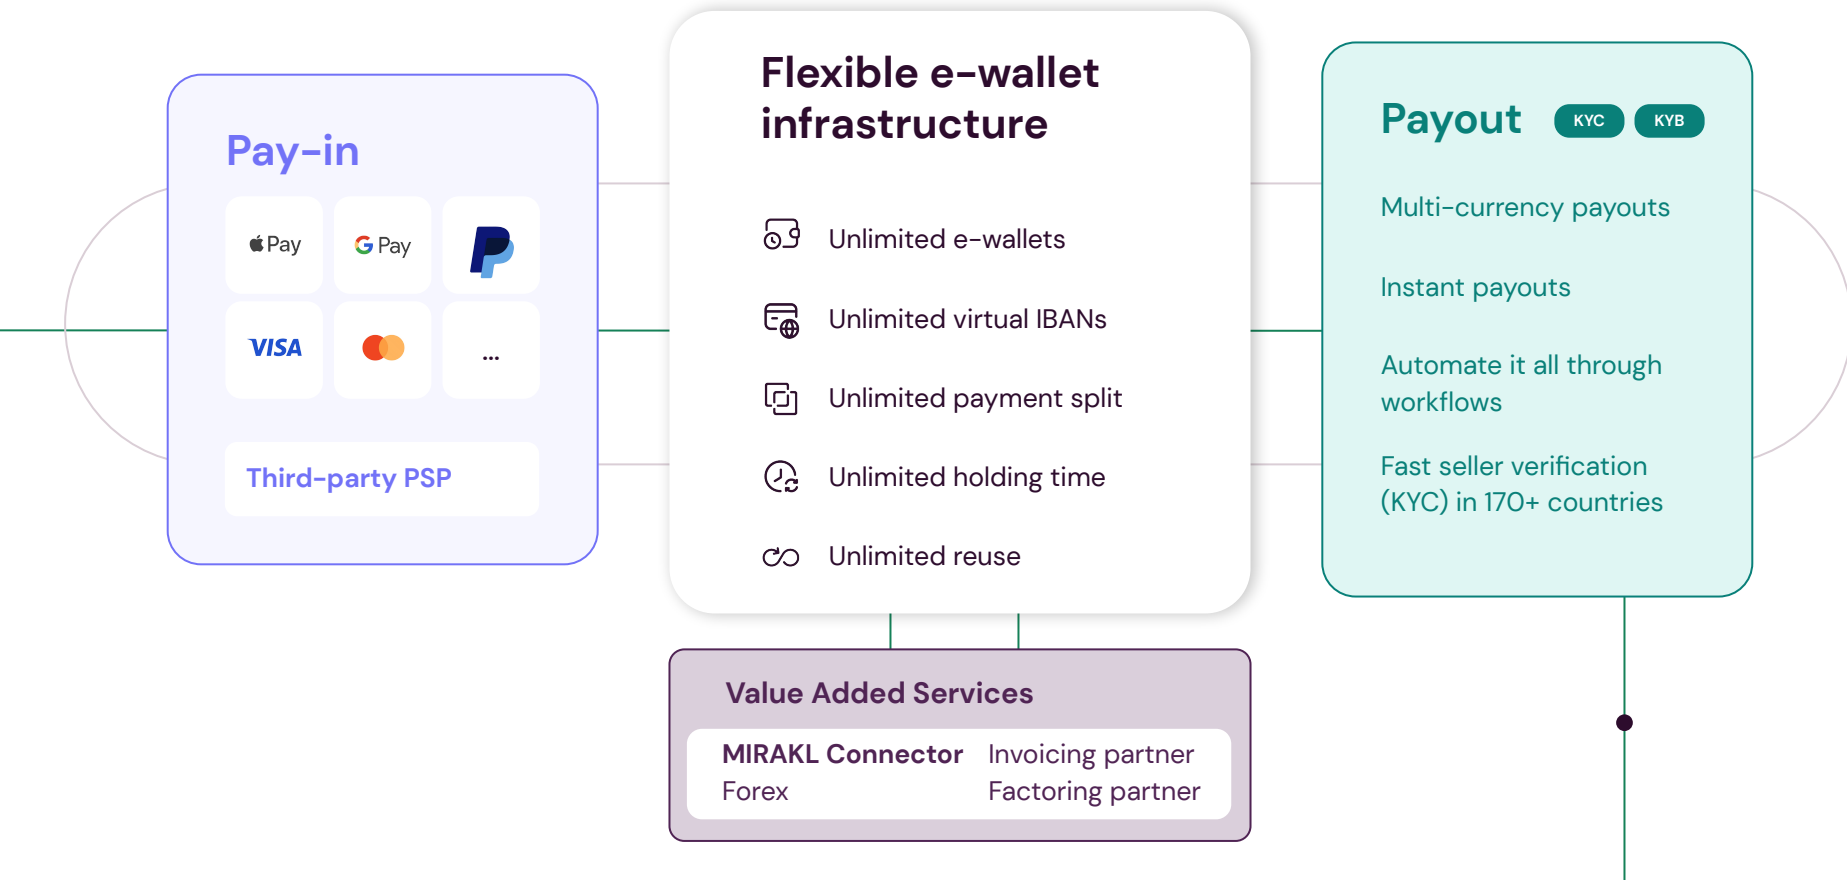 Pay-in
Pay
G Pay
VISA
...
Third-party PSP
Flexible e-wallet
infrastructure
Unlimited e-wallets
Unlimited virtual IBANs
Unlimited payment split
Unlimited holding time
Unlimited reuse
Payout KYC KYB
Multi-currency payouts
Instant payouts
Automate it all through
workflows
Fast seller verification
(KYC) in 170+ countries
Value Added Services
MIRAKL Connector Invoicing partner
Forex Factoring partner